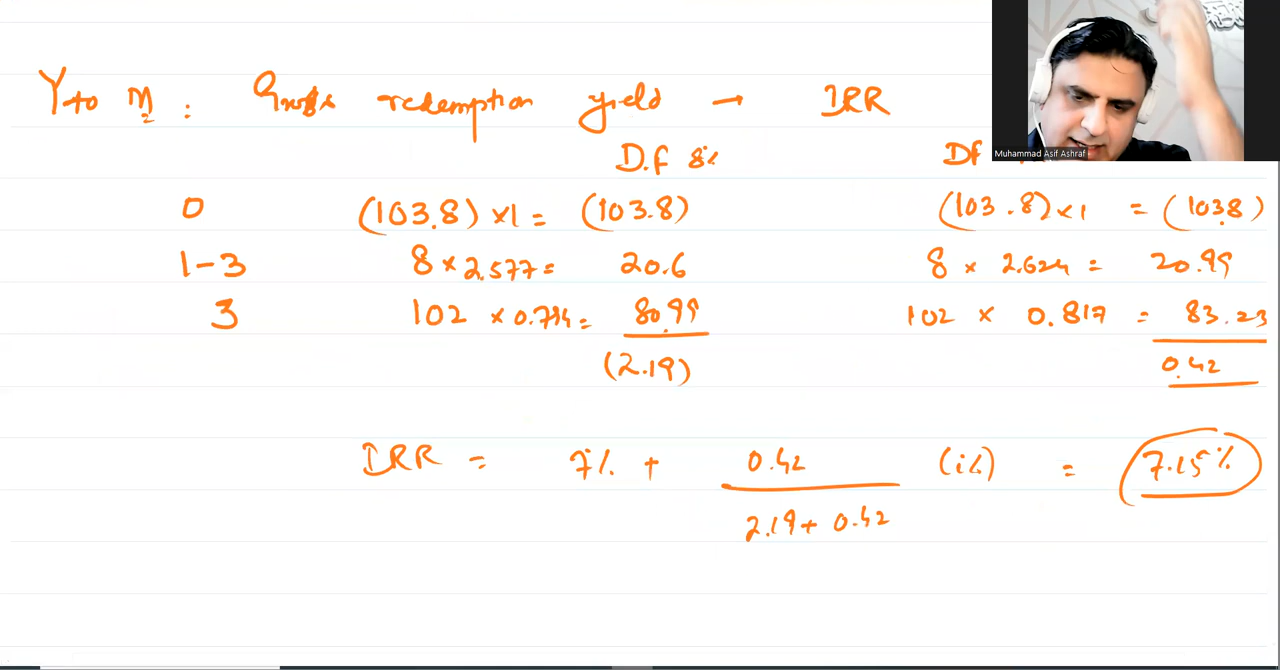 Y to M : Gross redemption yield → IRR
Muhammad Asif Ashraf
D.f 8% Df
0 (103.8) x1 = (103.8) (103.8) x1 = (103.8)
1-3 8 x 2.577 = 20.6 8 x 2.624 = 20.99
3 102 x 0.794 = 80.99 102 x 0.817 = 83.23
(2.19) 0.42
IRR = 7% + 0.42 (1%) = 7.15%
2.19 + 0.42